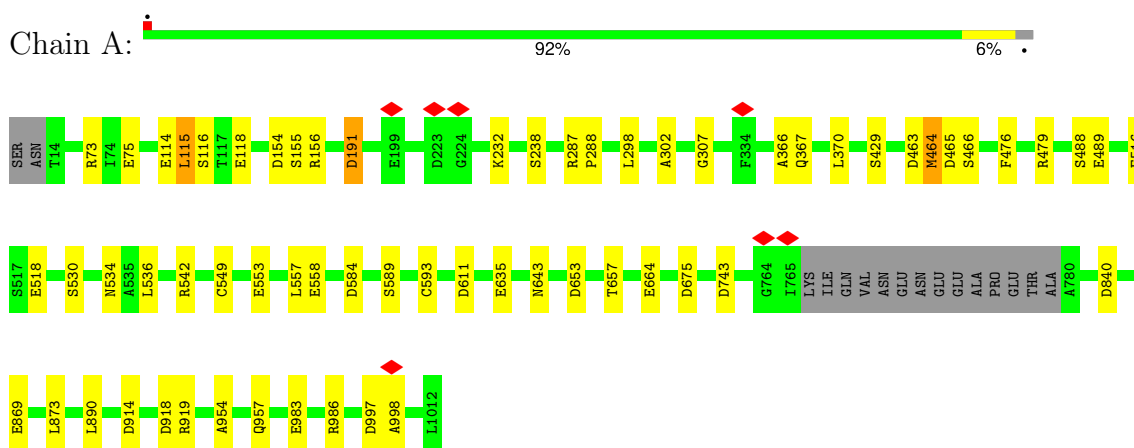 Chain A:
92% 6%
SER ASN T14 R73 I74 E75 E114 L115 S116 T117 E118 D154 S155 R156 D191 E199 D223 G224 K232 S238 R287 P288 L298 A302 G307 F334 A366 Q367 L370 S429 D463 M464 D465 S466 F476 R479 S488 E489
S517 E518 S530 N534 A535 L536 R542 C549 E553 L557 E558 D584 S589 C593 D611 E635 N643 D653 T657 E664 D675 D743 G764 I765 LYS ILE GLN VAL ASN GLU ASN GLU GLU ALA PRO GLU THR ALA A780 D840
E869 L873 L890 D914 D918 R919 A954 Q957 E983 R986 D997 A998 L1012